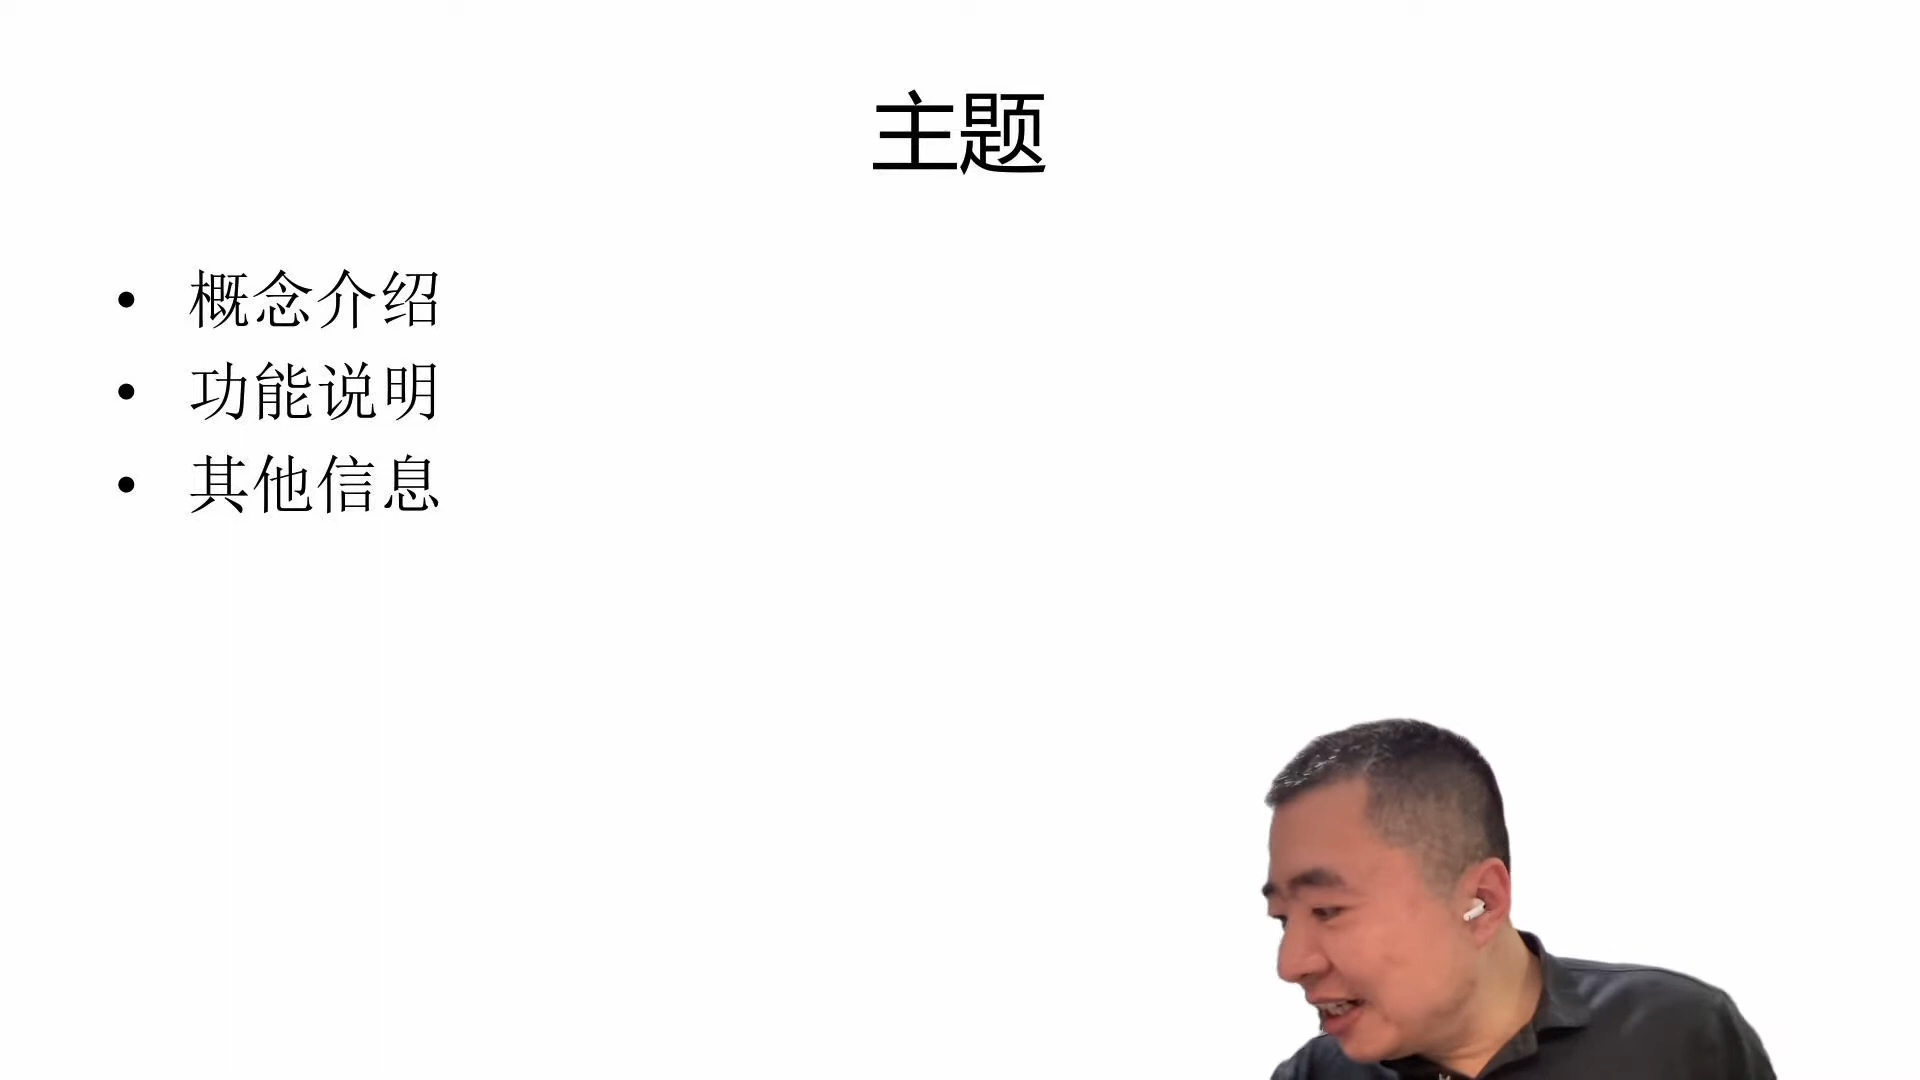 主题
• 概念介绍
• 功能说明
• 其他信息